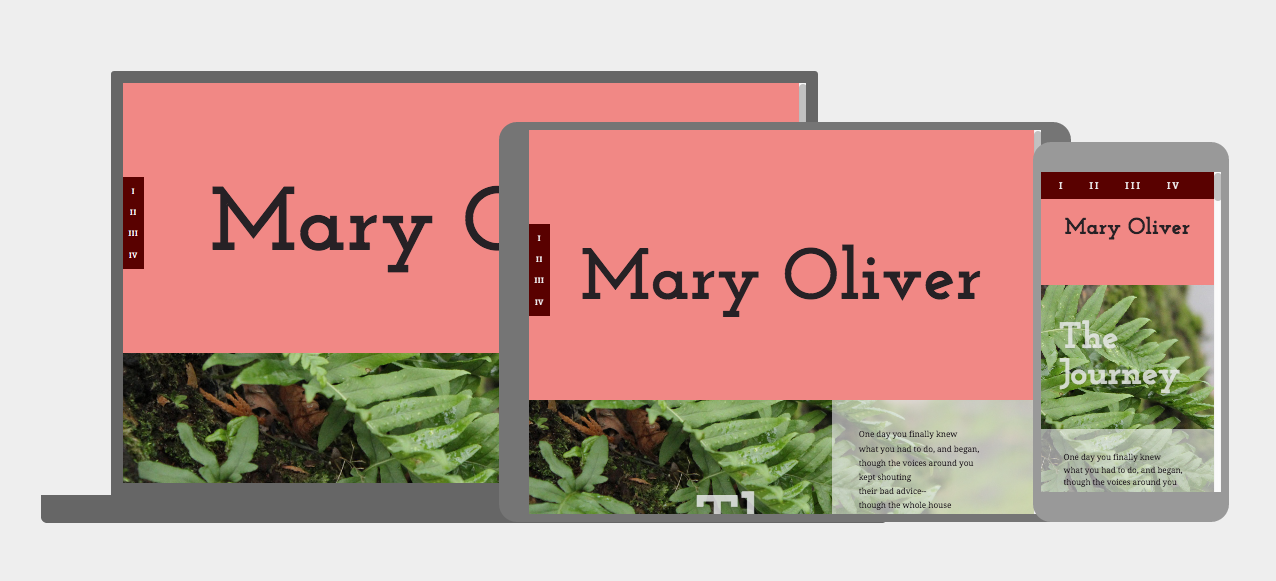 I
II
III
IV
Mary O
I
II
III
IV
Mary Oliver
Tl
One day you finally knew
what you had to do, and began,
though the voices around you
kept shouting
their bad advice--
though the whole house
I II III IV
Mary Oliver
The
Journey
One day you finally knew
what you had to do, and began,
though the voices around you